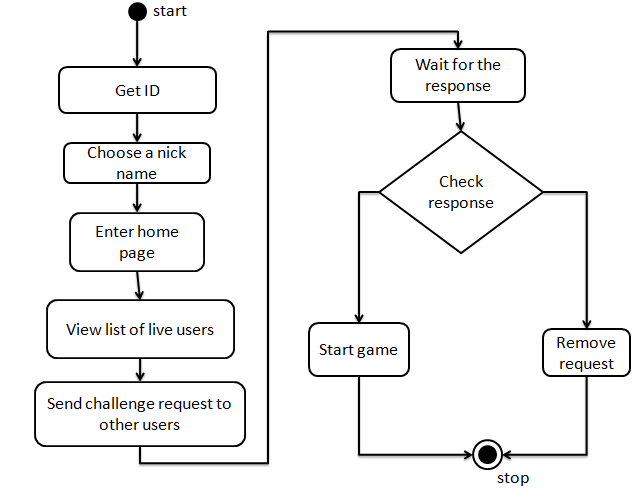 start
Get ID
Choose a nick
name
Enter home
page
View list of live users
Send challenge request to
other users
Wait for the
response
Check
response
Start game
Remove
request
stop